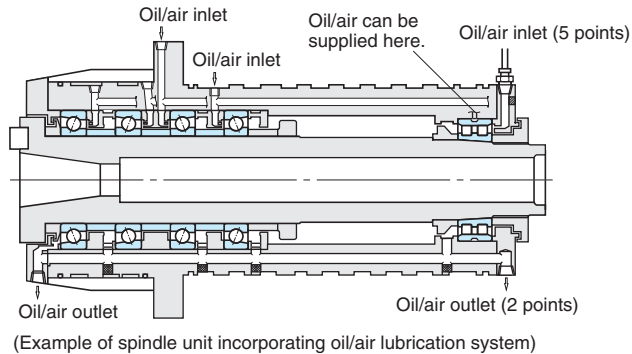 Oil/air inlet
Oil/air inlet
Oil/air can be
supplied here.
Oil/air inlet (5 points)
Oil/air outlet
Oil/air outlet (2 points)
(Example of spindle unit incorporating oil/air lubrication system)